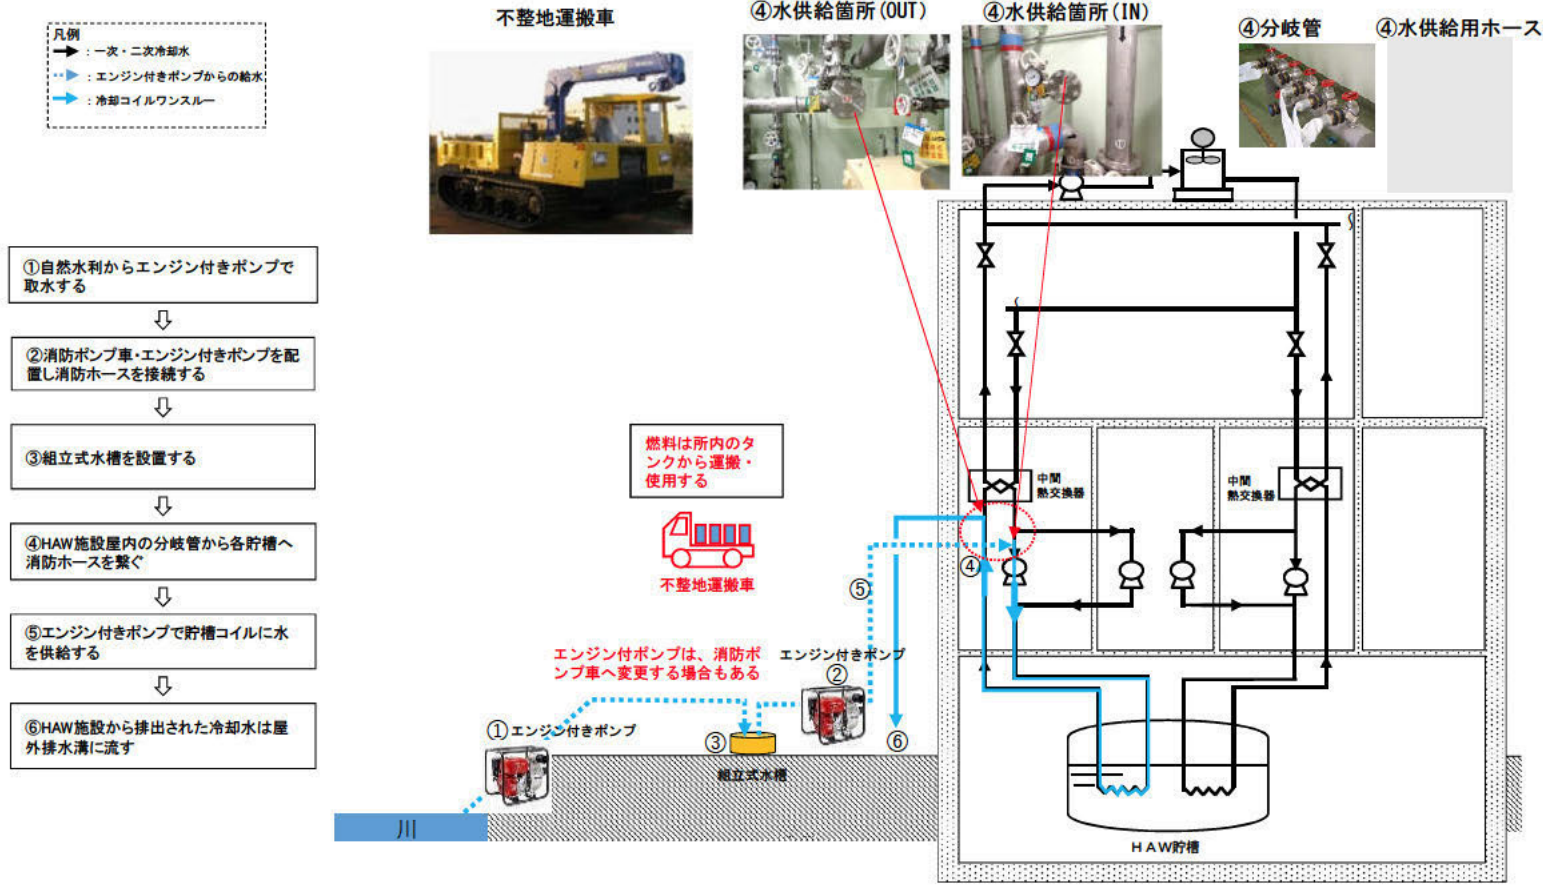 不整地運搬車
④水供給箇所(OUT)
④水供給箇所(IN)
④分岐管
④水供給用ホース
凡例
：一次・二次冷却水
：エンジン付きポンプからの給水
：冷却コイルワンスルー
①自然水利からエンジン付きポンプで
取水する
②消防ポンプ車・エンジン付きポンプを配
置し消防ホースを接続する
③組立式水槽を設置する
④HAW施設屋内の分岐管から各貯槽へ
消防ホースを繋ぐ
⑤エンジン付きポンプで貯槽コイルに水
を供給する
⑥HAW施設から排出された冷却水は屋
外排水溝に流す
燃料は所内のタ
ンクから運搬・
使用する
不整地運搬車
エンジン付ポンプは、消防ポ
ンプ車へ変更する場合もある
エンジン付きポンプ
②
①エンジン付きポンプ
③
組立式水槽
川
④
⑤
⑥
中間
熱交換器
中間
熱交換器
ＨＡＷ貯槽